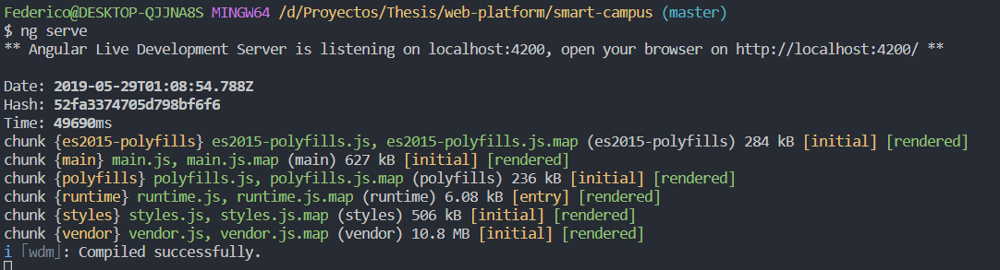 Federico@DESKTOP-QJJNA8S MINGW64 /d/Proyectos/Thesis/web-platform/smart-campus (master)
$ ng serve
** Angular Live Development Server is listening on localhost:4200, open your browser on http://localhost:4200/ **
Date: 2019-05-29T01:08:54.788Z
Hash: 52fa3374705d798bf6f6
Time: 49690ms
chunk {es2015-polyfills} es2015-polyfills.js, es2015-polyfills.js.map (es2015-polyfills) 284 kB [initial] [rendered]
chunk {main} main.js, main.js.map (main) 627 kB [initial] [rendered]
chunk {polyfills} polyfills.js, polyfills.js.map (polyfills) 236 kB [initial] [rendered]
chunk {runtime} runtime.js, runtime.js.map (runtime) 6.08 kB [entry] [rendered]
chunk {styles} styles.js, styles.js.map (styles) 506 kB [initial] [rendered]
chunk {vendor} vendor.js, vendor.js.map (vendor) 10.8 MB [initial] [rendered]
i ｢wdm｣: Compiled successfully.